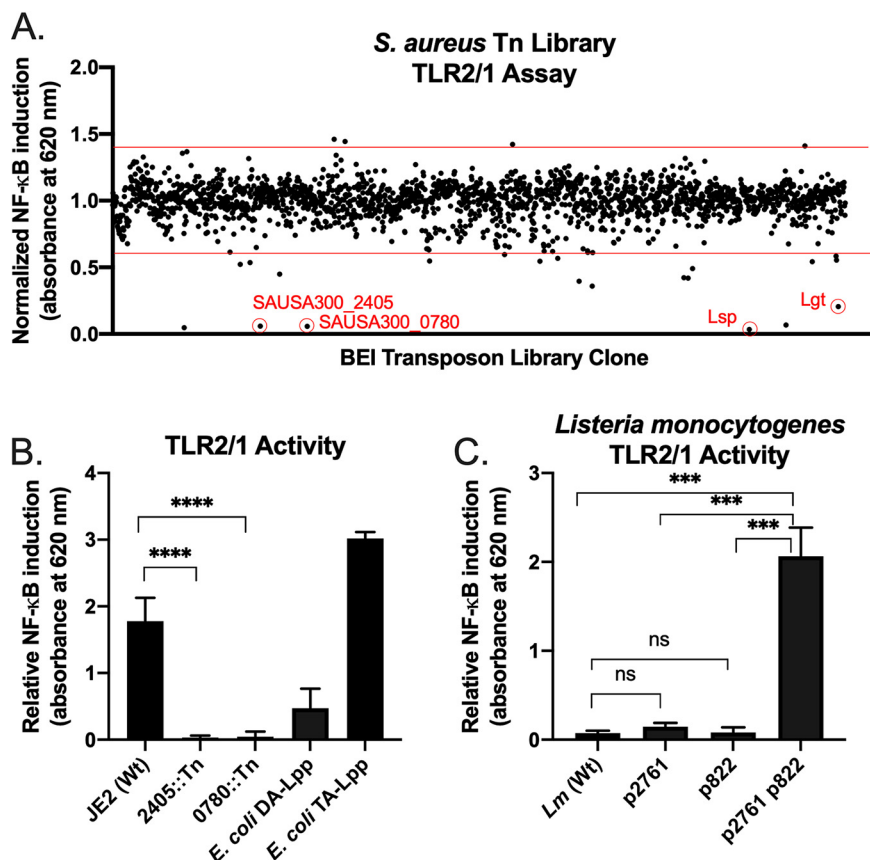 A.
S. aureus Tn Library
TLR2/1 Assay
Normalized NF-κB induction
(absorbance at 620 nm)
2.0
1.5
1.0
0.5
0.0
SAUSA300_2405
SAUSA300_0780
Lsp
Lgt
BEI Transposon Library Clone
B.
TLR2/1 Activity
Relative NF-κB induction
(absorbance at 620 nm)
4
3
2
1
0
****
****
JE2 (Wt)
2405::Tn
0780::Tn
E. coli DA-Lpp
E. coli TA-Lpp
C.
Listeria monocytogenes
TLR2/1 Activity
Relative NF-κB induction
(absorbance at 620 nm)
3
2
1
0
***
***
***
ns
ns
Lm (Wt)
p2761
p822
p2761 p822